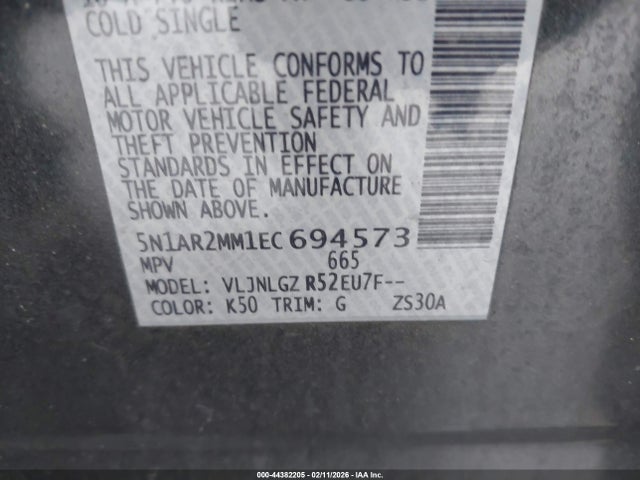 COLD SINGLE
THIS VEHICLE CONFORMS TO
ALL APPLICABLE FEDERAL
MOTOR VEHICLE SAFETY AND
THEFT PREVENTION
STANDARDS IN EFFECT ON
THE DATE OF MANUFACTURE
SHOWN ABOVE.
5N1AR2MM1EC694573
MPV 665
MODEL: VLJNLGZ R52EU7F--
COLOR: K50 TRIM: G ZS30A
000-44382205 - 02/11/2026 - IAA Inc.